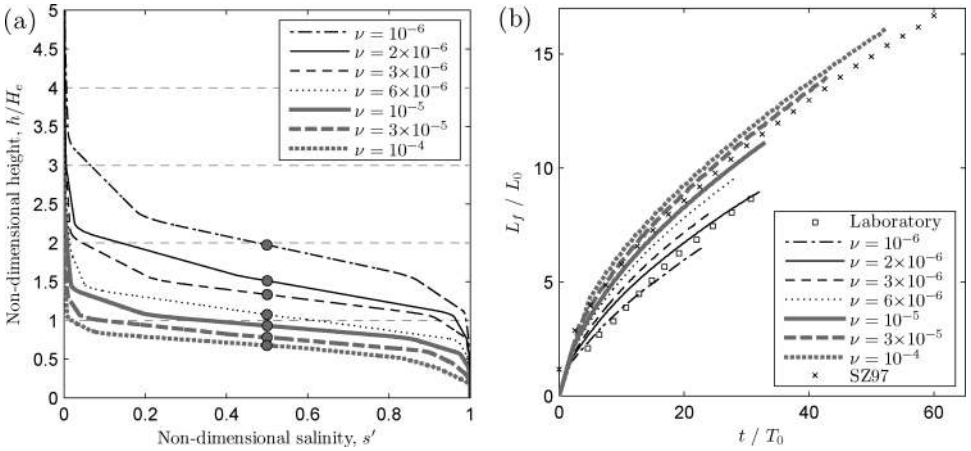 (a)
Non-dimensional height, h/Hₑ
5
4.5
4
3.5
3
2.5
2
1.5
1
0.5
0
0
0.2
0.4
0.6
0.8
1
Non-dimensional salinity, s′
ν = 10⁻⁶
ν = 2×10⁻⁶
ν = 3×10⁻⁶
ν = 6×10⁻⁶
ν = 10⁻⁵
ν = 3×10⁻⁵
ν = 10⁻⁴
(b)
L_f / L₀
15
10
5
0
0
20
40
60
t / T₀
Laboratory
ν = 10⁻⁶
ν = 2×10⁻⁶
ν = 3×10⁻⁶
ν = 6×10⁻⁶
ν = 10⁻⁵
ν = 3×10⁻⁵
ν = 10⁻⁴
SZ97